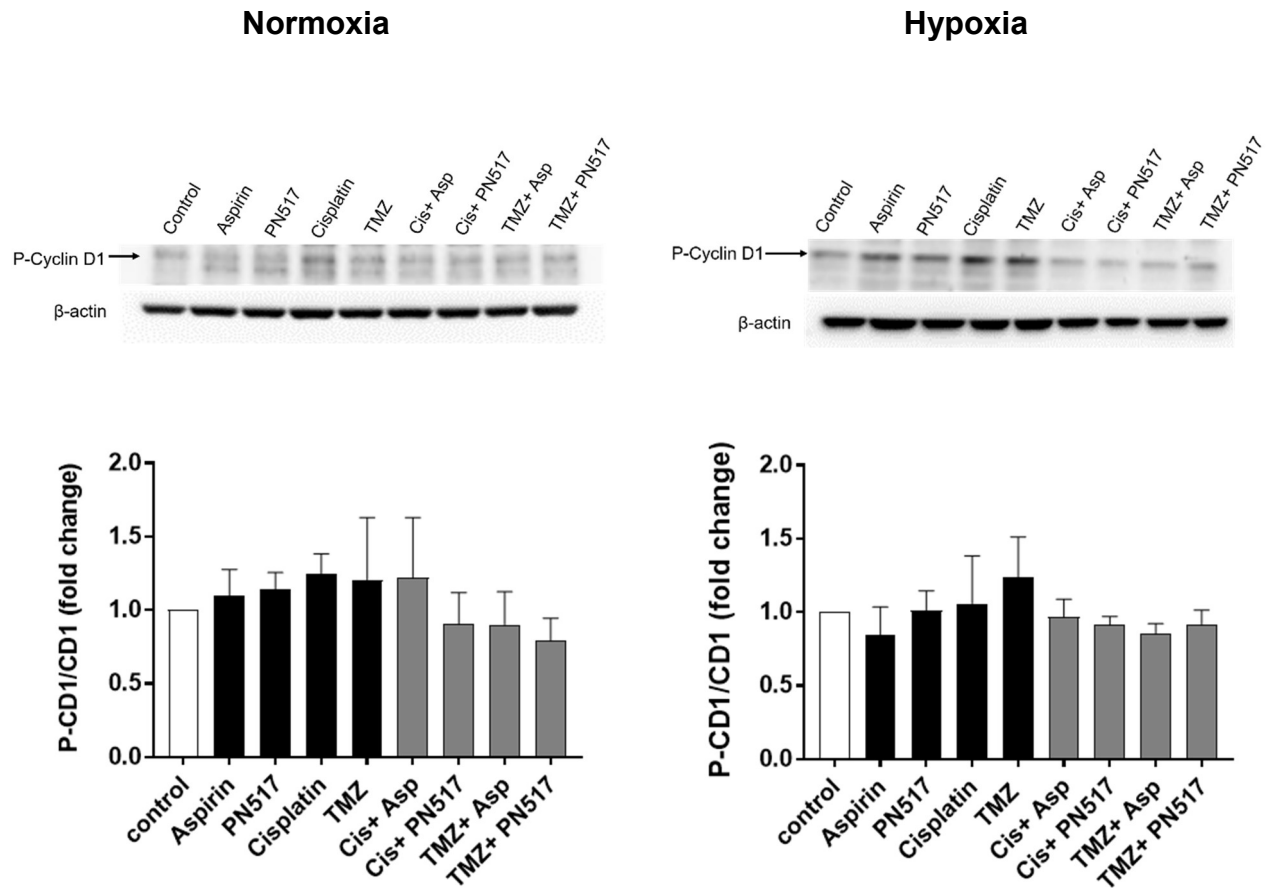 Normoxia
Control
Aspirin
PN517
Cisplatin
TMZ
Cis+ Asp
Cis+ PN517
TMZ+ Asp
TMZ+ PN517
P-Cyclin D1
β-actin
P-CD1/CD1 (fold change)
2.0
1.5
1.0
0.5
0.0
control
Aspirin
PN517
Cisplatin
TMZ
Cis+ Asp
Cis+ PN517
TMZ+ Asp
TMZ+ PN517
Hypoxia
Control
Aspirin
PN517
Cisplatin
TMZ
Cis+ Asp
Cis+ PN517
TMZ+ Asp
TMZ+ PN517
P-Cyclin D1
β-actin
P-CD1/CD1 (fold change)
2.0
1.5
1.0
0.5
0.0
control
Aspirin
PN517
Cisplatin
TMZ
Cis+ Asp
Cis+ PN517
TMZ+ Asp
TMZ+ PN517